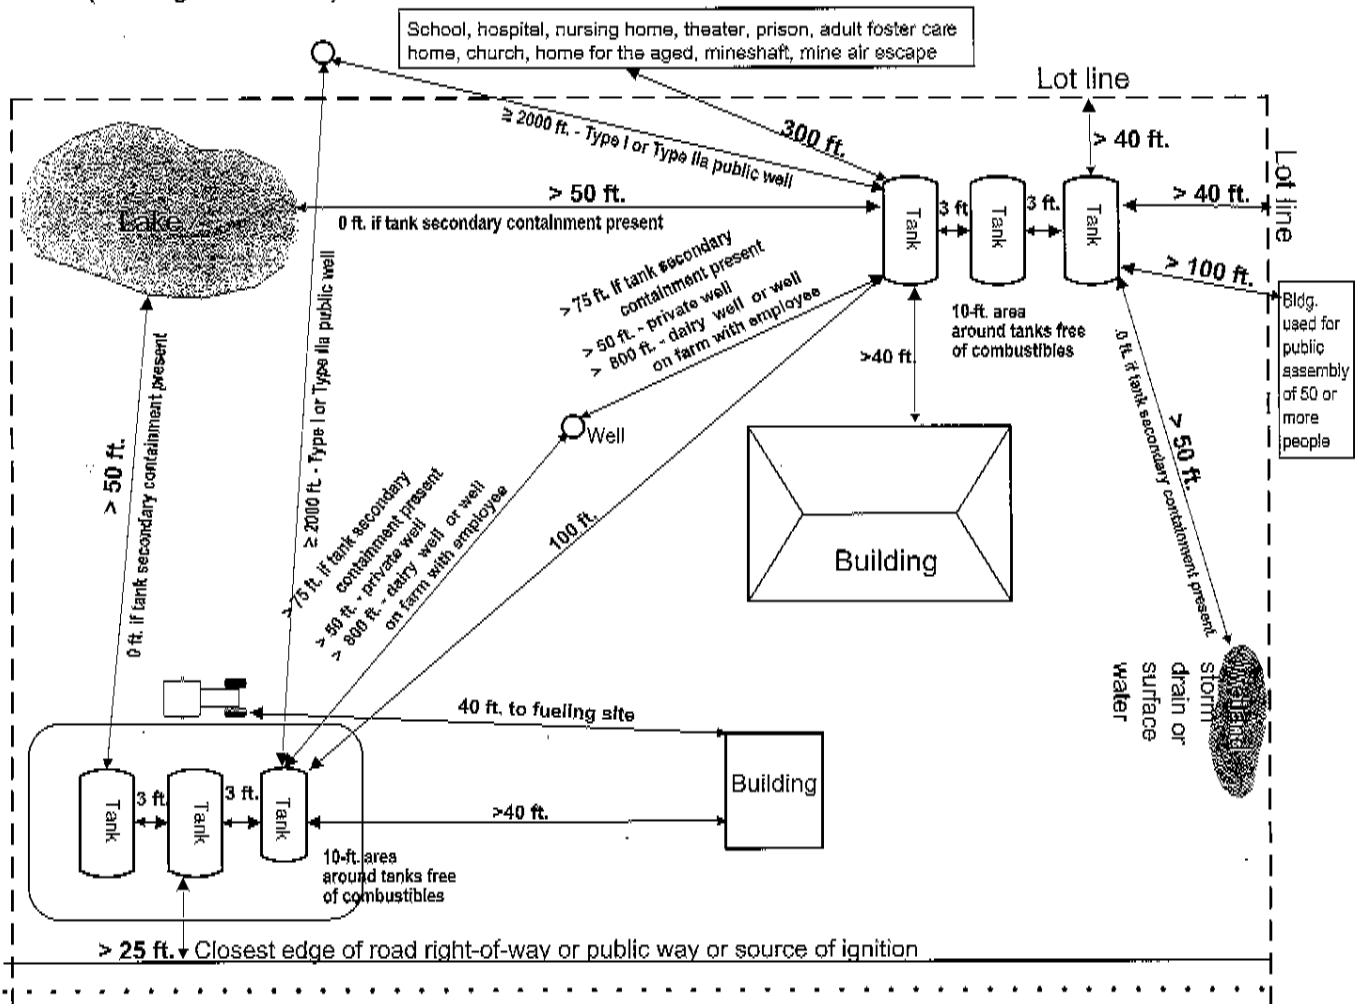 School, hospital, nursing home, theater, prison, adult foster care
home, church, home for the aged, mineshaft, mine air escape
Lot line
≥ 2000 ft. - Type I or Type IIa public well
300 ft.
> 40 ft.
Lot line
Lake
> 50 ft.
0 ft. if tank secondary containment present
Tank
3 ft
Tank
3 ft.
Tank
> 40 ft.
> 100 ft.
Bldg.
used for
public
assembly
of 50 or
more
people
> 75 ft. if tank secondary
containment present
> 50 ft. - private well
> 800 ft. - dairy well or well
on farm with employee
10-ft. area
around tanks free
of combustibles
>40 ft.
≥ 2000 ft. - Type I or Type IIa public well
> 50 ft.
0 ft. if tank secondary containment present
Well
> 75 ft. if tank secondary
containment present
> 50 ft. - private well
> 800 ft. - dairy well or well
on farm with employee
100 ft.
Building
> 50 ft.
0 ft. if tank secondary containment present
storm
drain or
surface
water
Wetland
40 ft. to fueling site
Building
Tank
3 ft.
Tank
3 ft.
Tank
>40 ft.
10-ft. area
around tanks free
of combustibles
> 25 ft. Closest edge of road right-of-way or public way or source of ignition